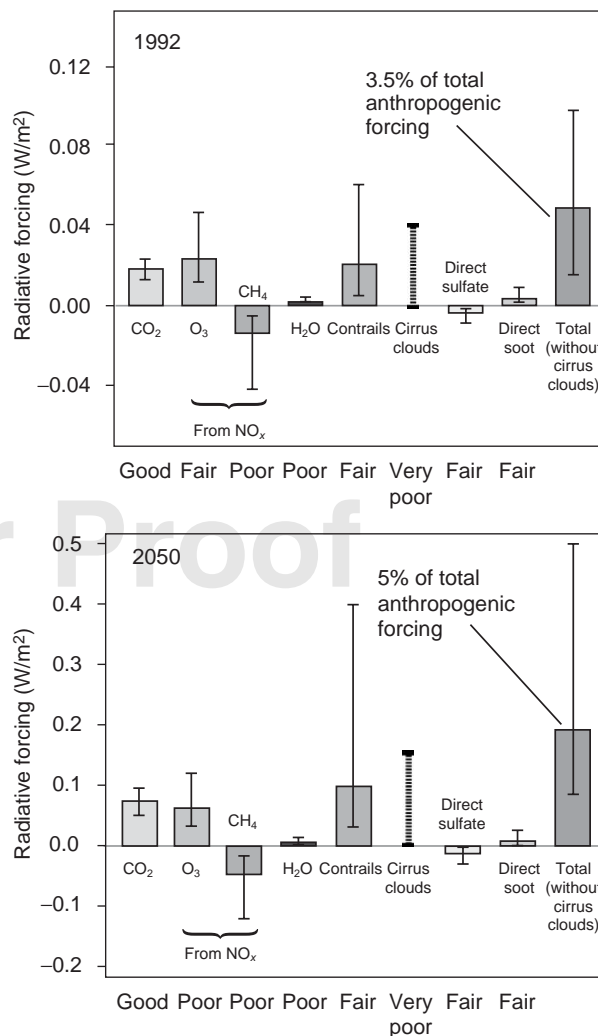 1992
Radiative forcing (W/m²)
0.12
0.08
0.04
0.00
−0.04
3.5% of total
anthropogenic
forcing
CH₄
Direct
sulfate
CO₂ O₃ H₂O Contrails Cirrus
clouds
Direct
soot
Total
(without
cirrus
clouds)
From NOₓ
Good Fair Poor Poor Fair Very
poor
Fair Fair
r Proof
2050
Radiative forcing (W/m²)
0.5
0.4
0.3
0.2
0.1
0.0
−0.1
−0.2
5% of total
anthropogenic
forcing
CH₄
Direct
sulfate
CO₂ O₃ H₂O Contrails Cirrus
clouds
Direct
soot
Total
(without
cirrus
clouds)
From NOₓ
Good Poor Poor Poor Fair Very
poor
Fair Fair